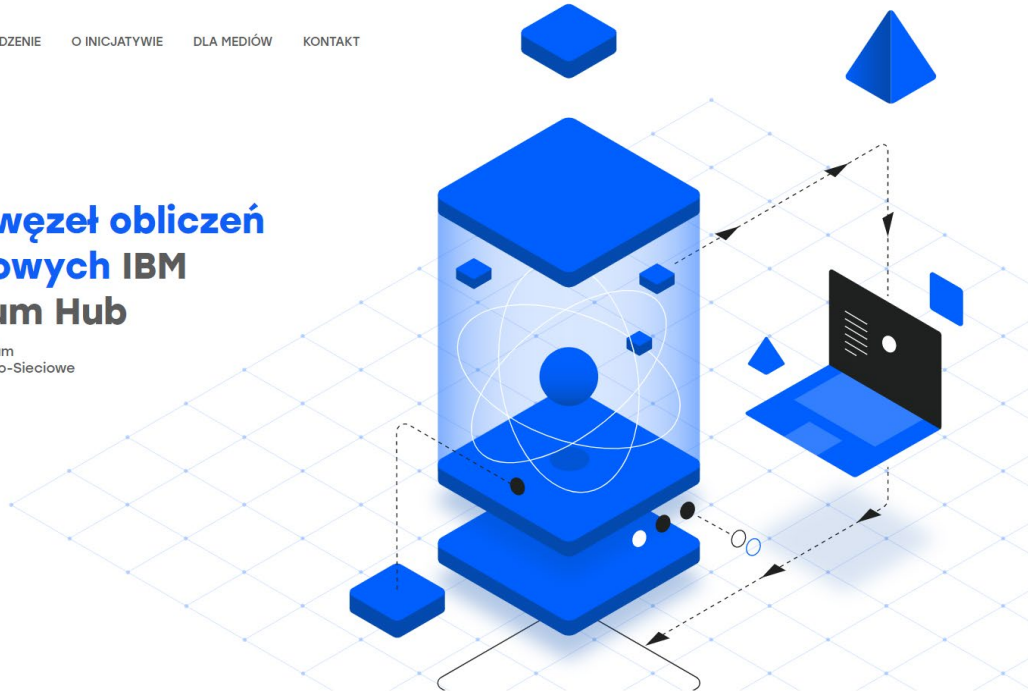 DZENIE O INICJATYWIE DLA MEDIÓW KONTAKT
węzeł obliczeń
owych IBM
um Hub
um
o-Sieciowe